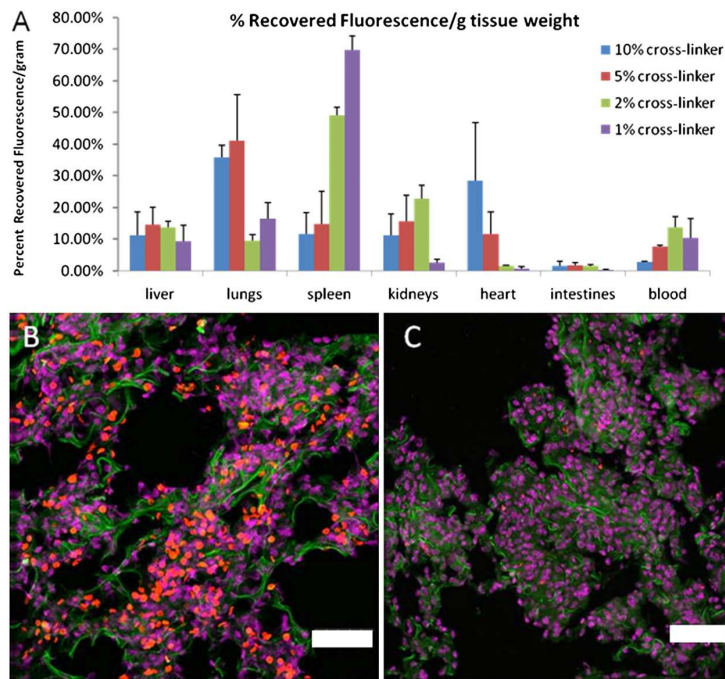 A
% Recovered Fluorescence/g tissue weight
Percent Recovered Fluorescence/gram
80.00%
70.00%
60.00%
50.00%
40.00%
30.00%
20.00%
10.00%
0.00%
10% cross-linker
5% cross-linker
2% cross-linker
1% cross-linker
liver lungs spleen kidneys heart intestines blood
B
C